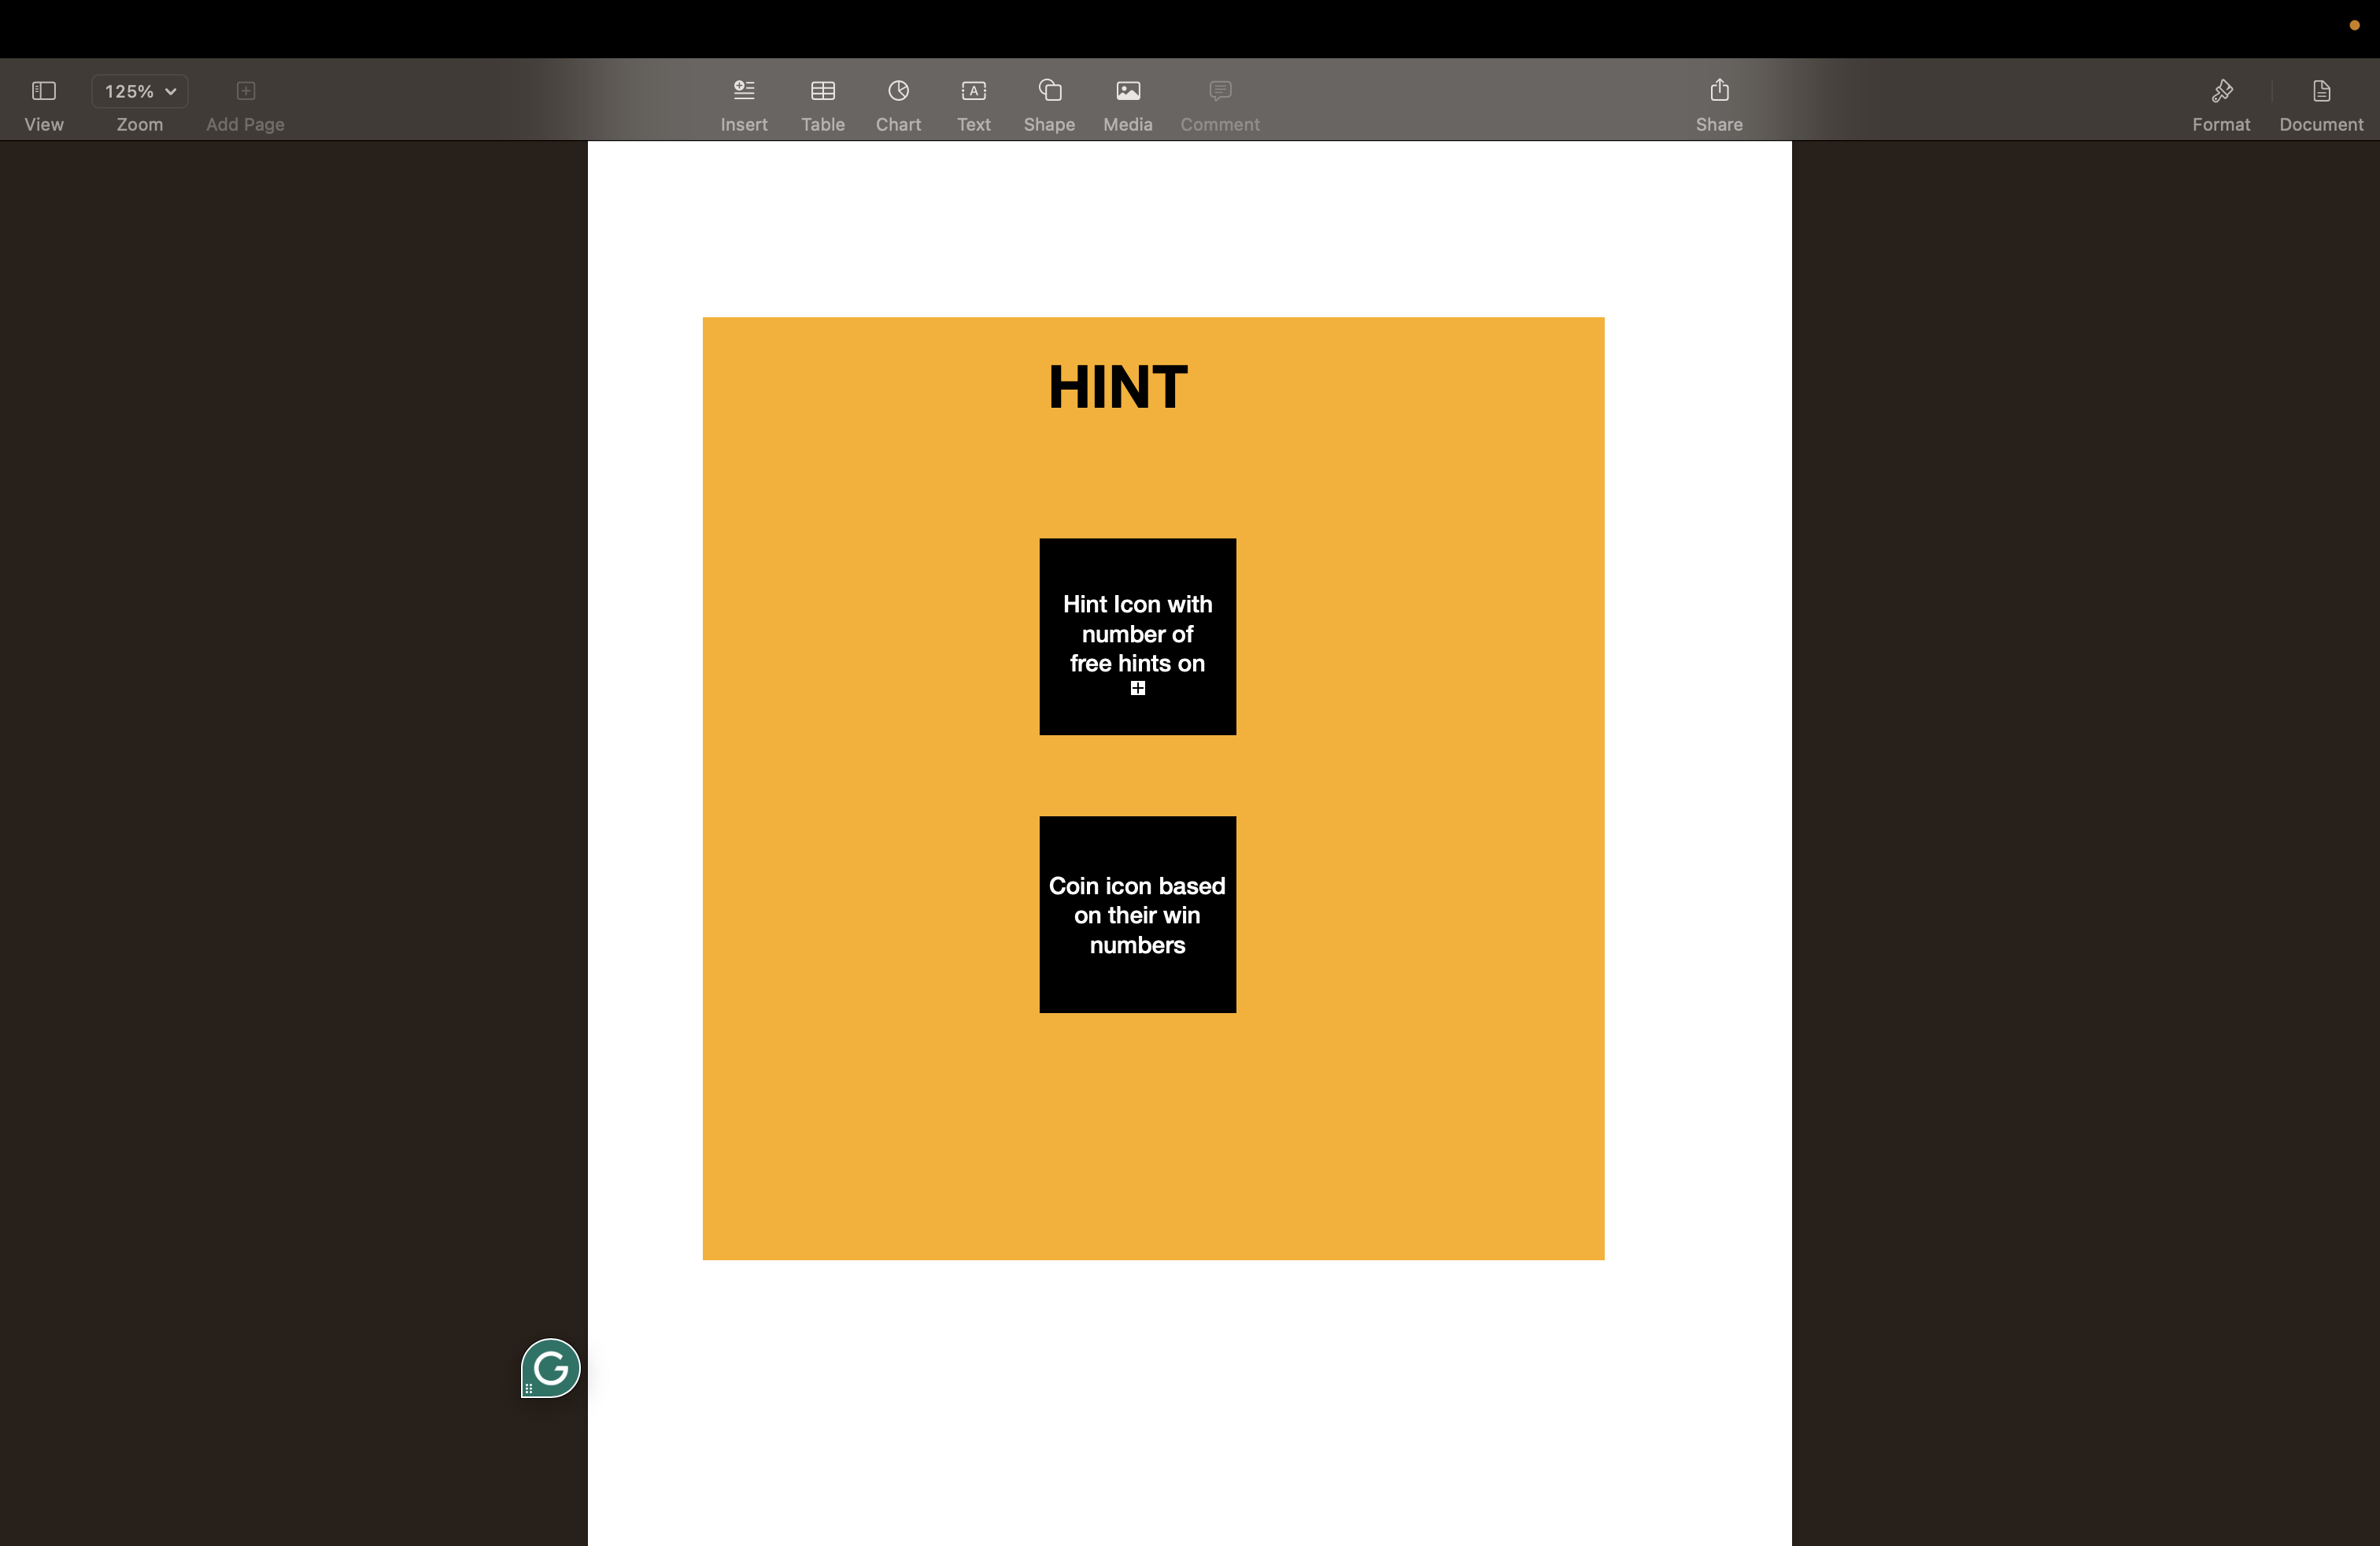 125%
View
Zoom
Add Page
Insert
Table
Chart
Text
Shape
Media
Comment
Share
Format
Document
HINT
Hint Icon with
number of
free hints on
Coin icon based
on their win
numbers